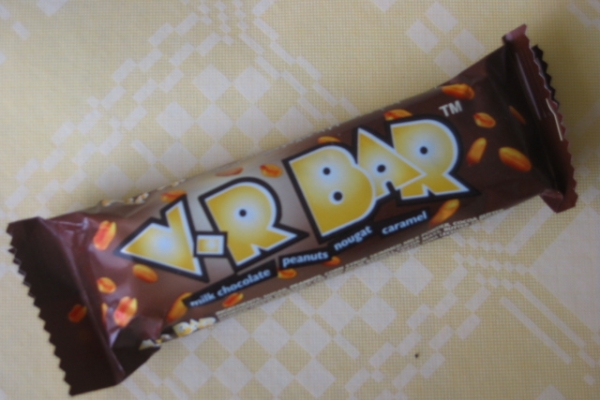 V·R BAR™
milk chocolate peanuts nougat caramel